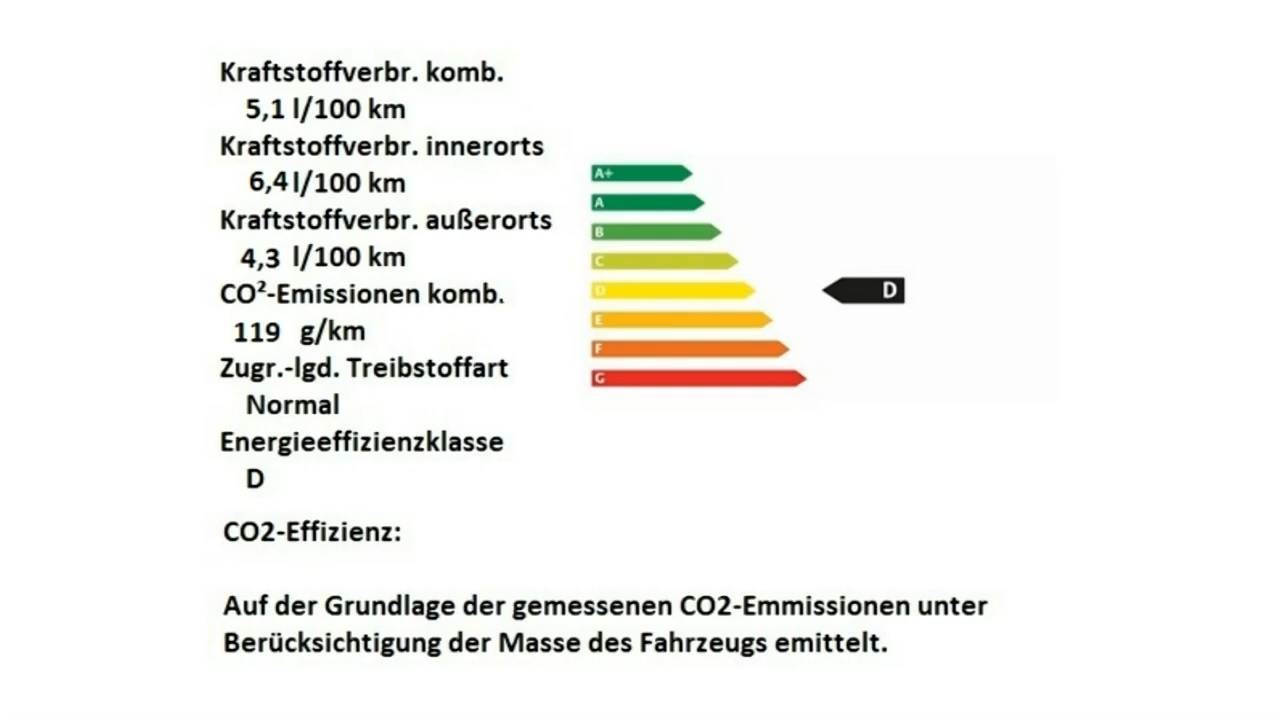 Kraftstoffverbr. komb.
5,1 l/100 km
Kraftstoffverbr. innerorts
6,4 l/100 km
Kraftstoffverbr. außerorts
4,3 l/100 km
CO²-Emissionen komb.
119 g/km
Zugr.-lgd. Treibstoffart
Normal
Energieeffizienzklasse
D
A+
A
B
C
D
E
F
G
D
CO2-Effizienz:
Auf der Grundlage der gemessenen CO2-Emmissionen unter
Berücksichtigung der Masse des Fahrzeugs emittelt.